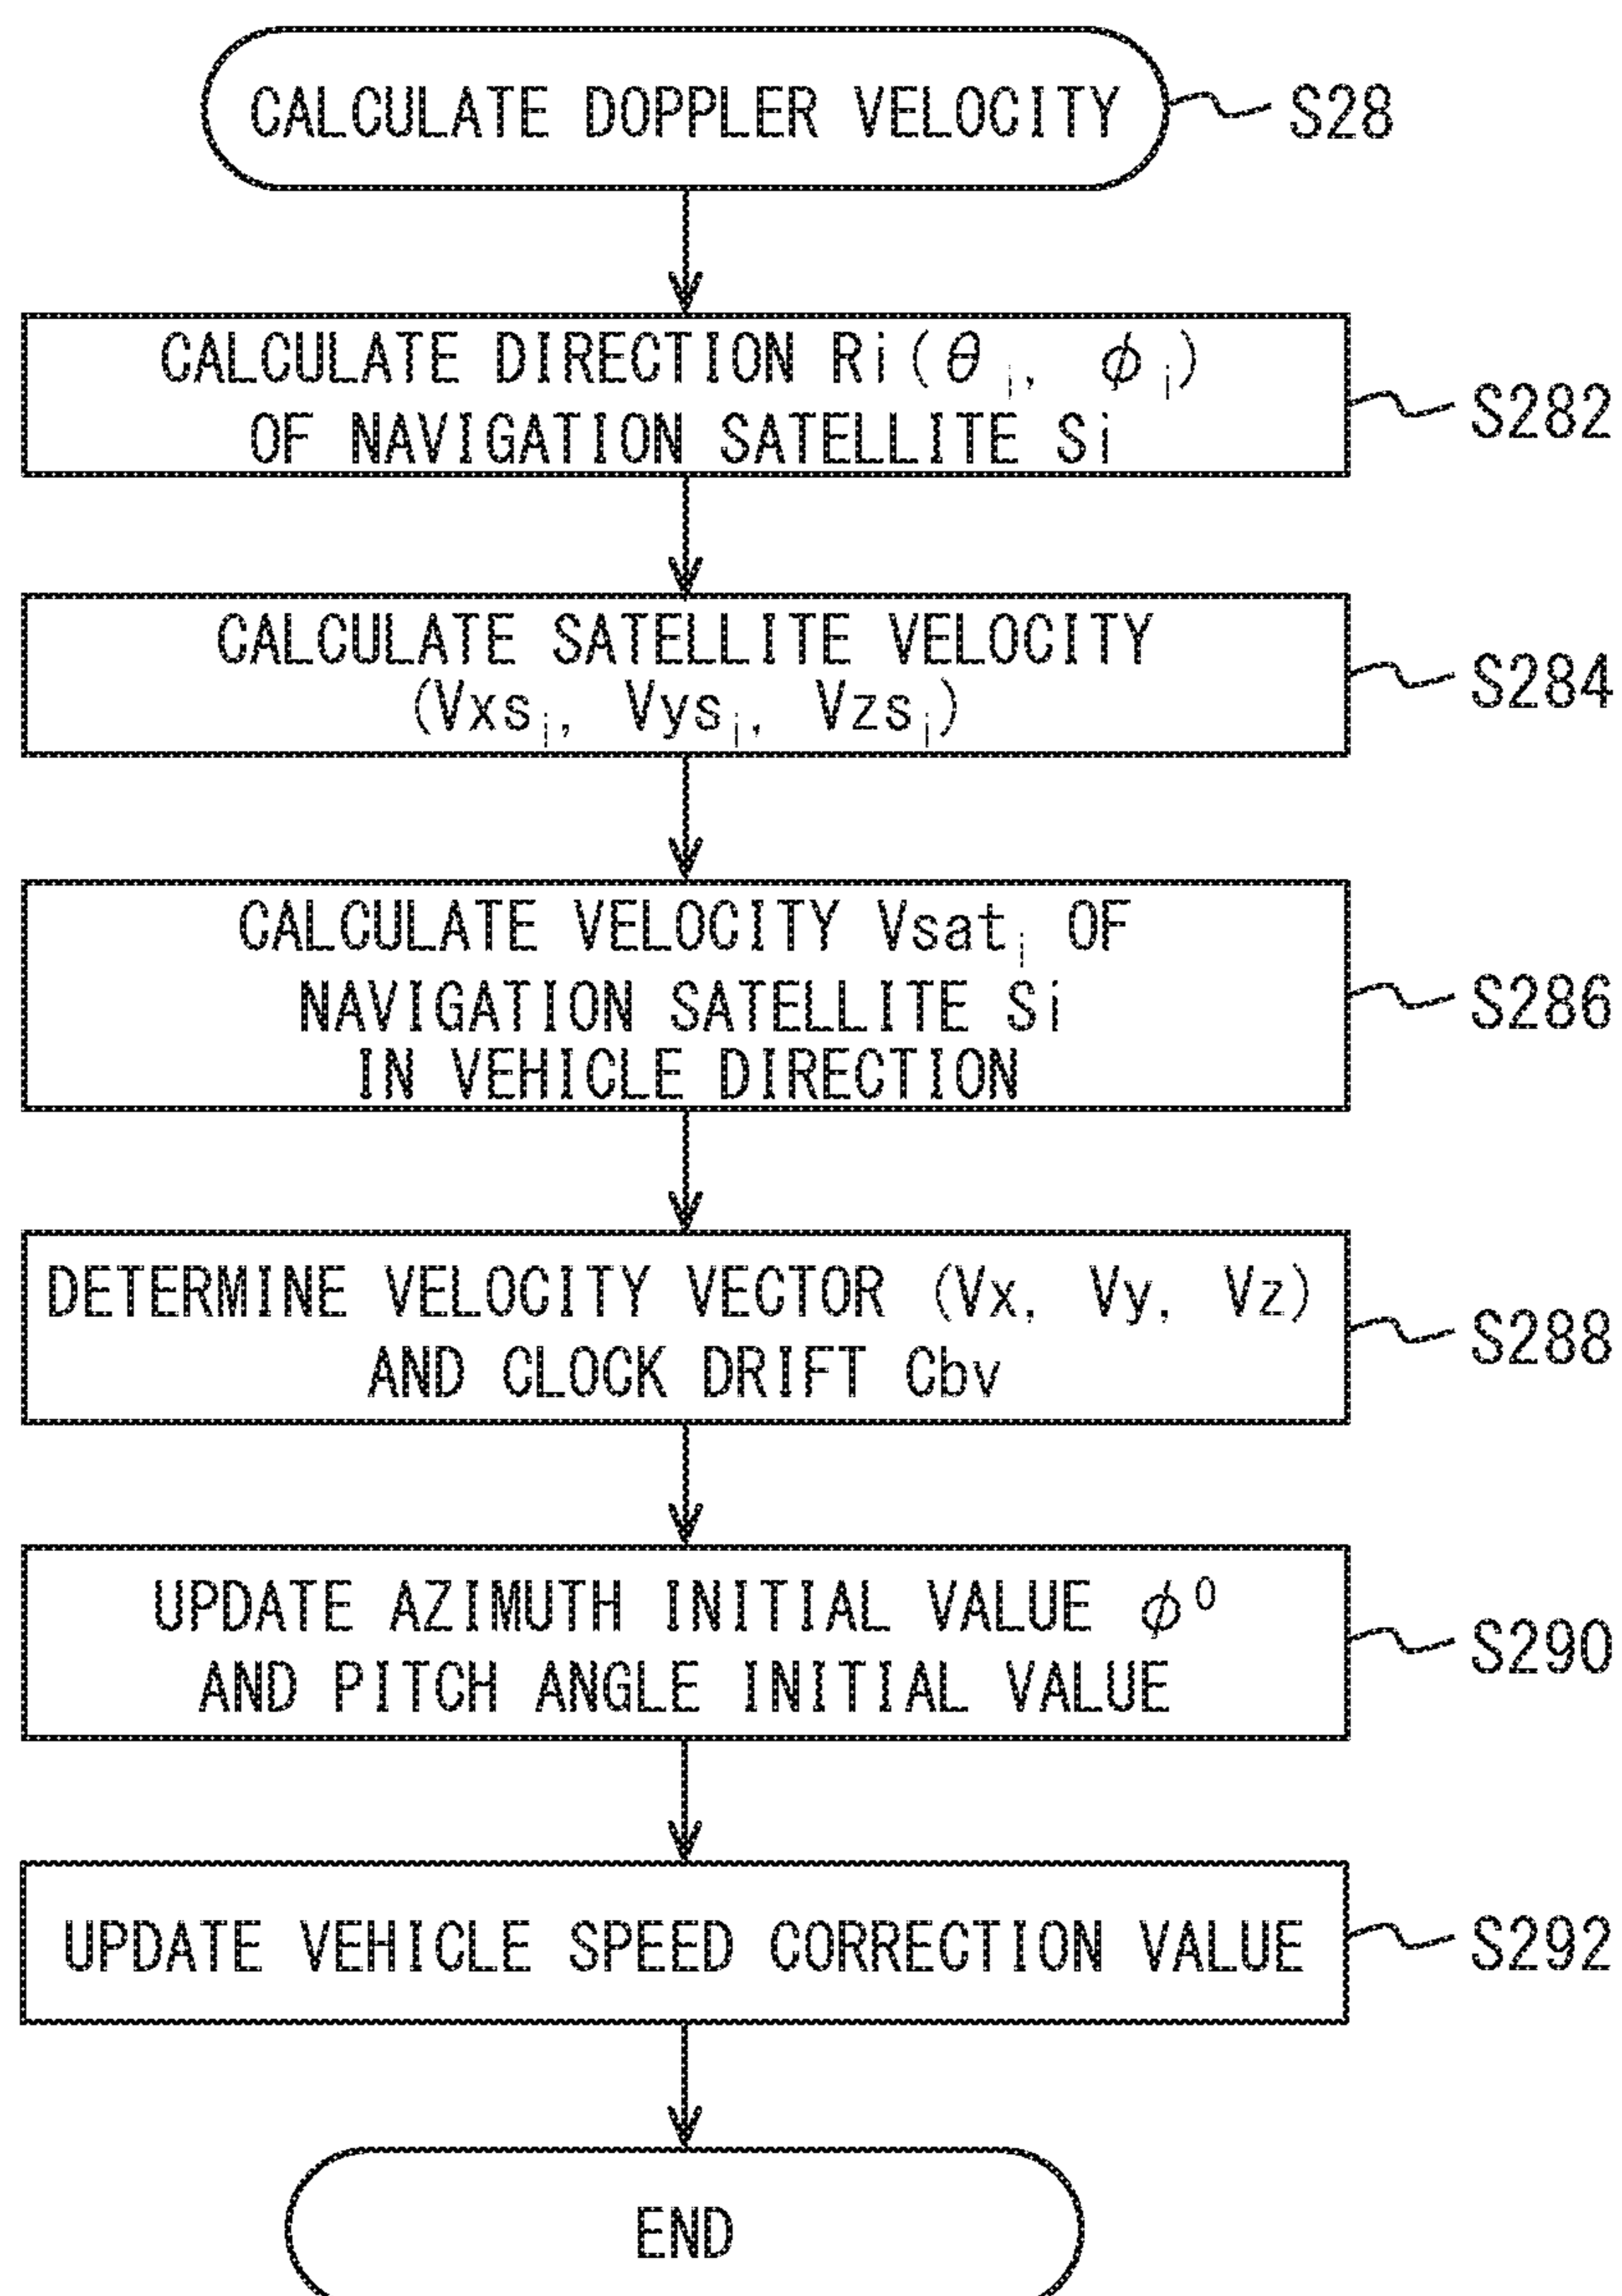 CALCULATE DOPPLER VELOCITY
S28
CALCULATE DIRECTION Ri(θi, φi)
OF NAVIGATION SATELLITE Si
S282
CALCULATE SATELLITE VELOCITY
(Vxsi, Vysi, Vzsi)
S284
CALCULATE VELOCITY Vsati OF
NAVIGATION SATELLITE Si
IN VEHICLE DIRECTION
S286
DETERMINE VELOCITY VECTOR (Vx, Vy, Vz)
AND CLOCK DRIFT Cbv
S288
UPDATE AZIMUTH INITIAL VALUE φ⁰
AND PITCH ANGLE INITIAL VALUE
S290
UPDATE VEHICLE SPEED CORRECTION VALUE
S292
END